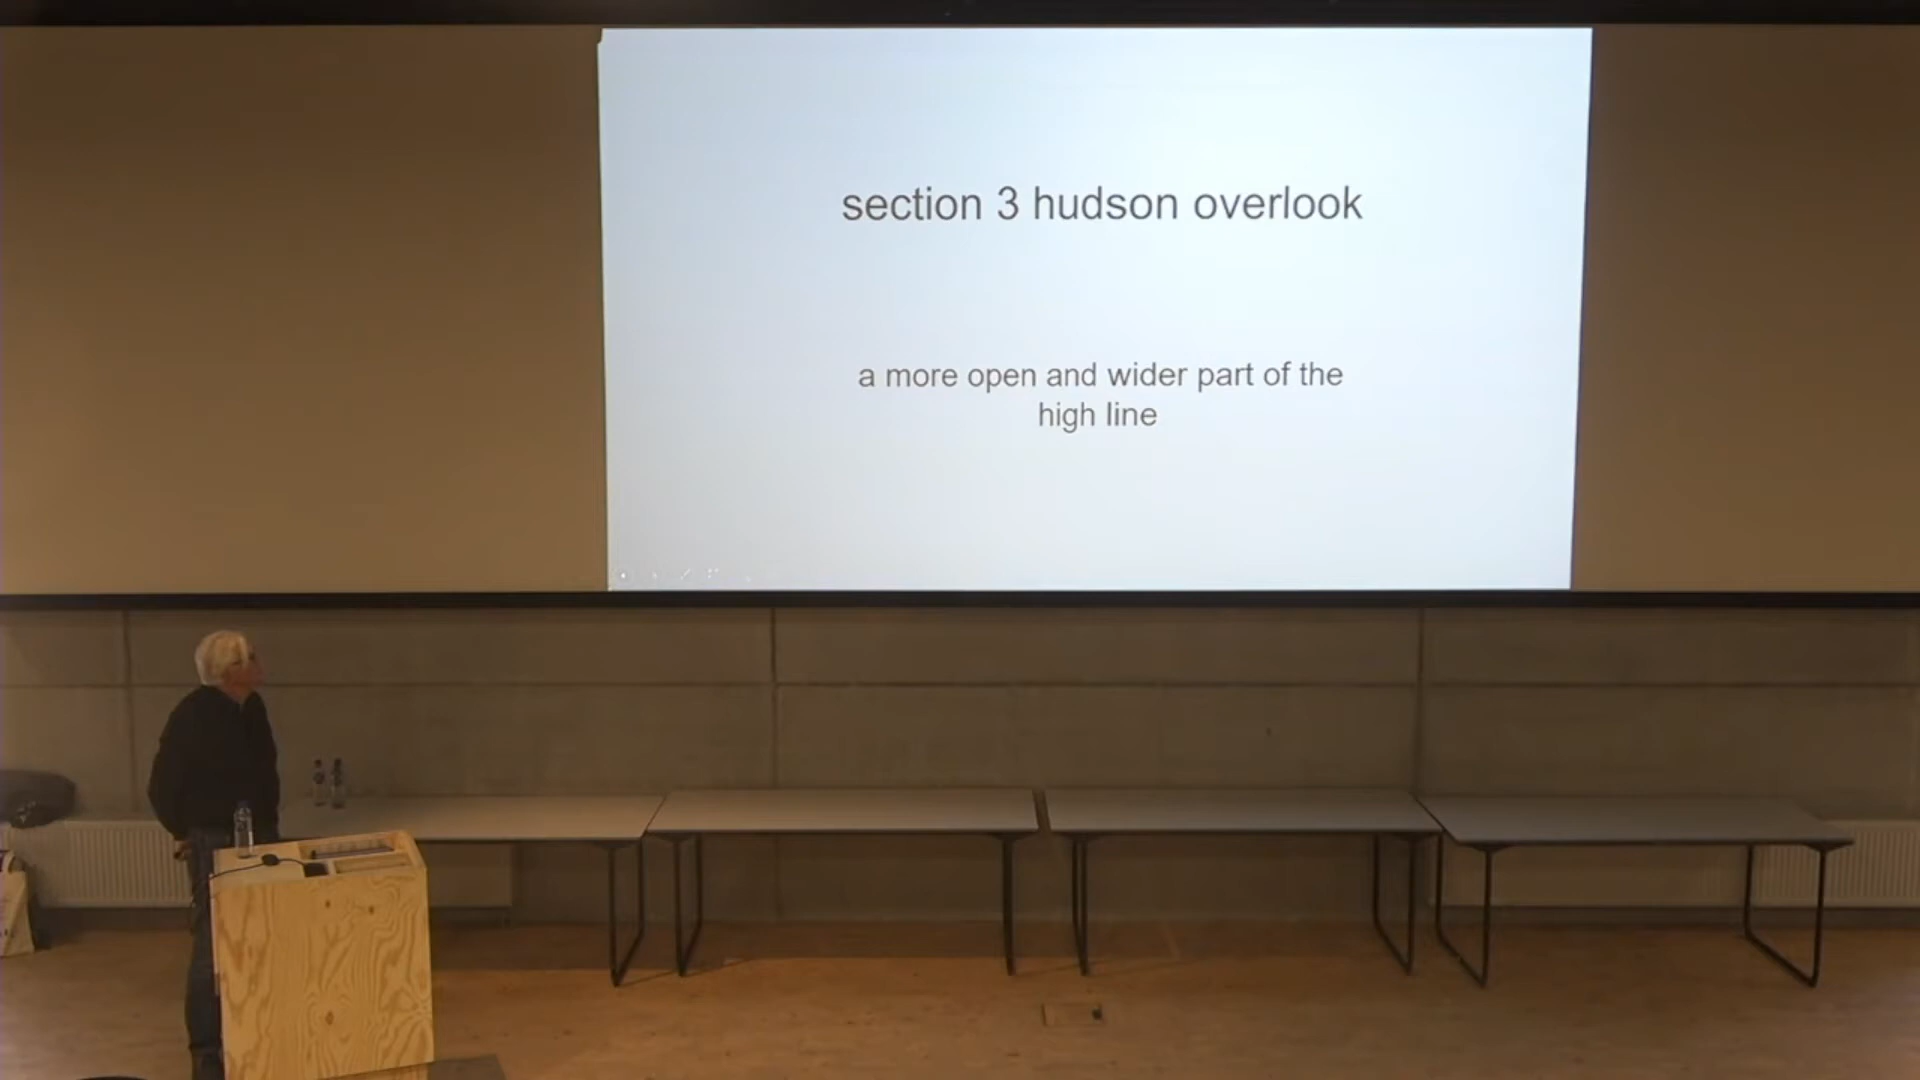 section 3 hudson overlook
a more open and wider part of the
high line